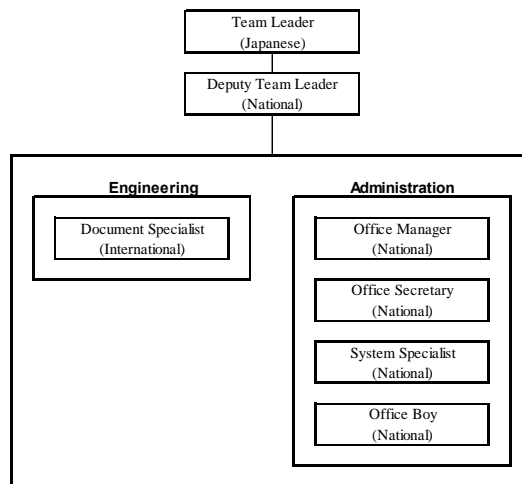 Team Leader
(Japanese)
Deputy Team Leader
(National)
Engineering
Document Specialist
(International)
Administration
Office Manager
(National)
Office Secretary
(National)
System Specialist
(National)
Office Boy
(National)